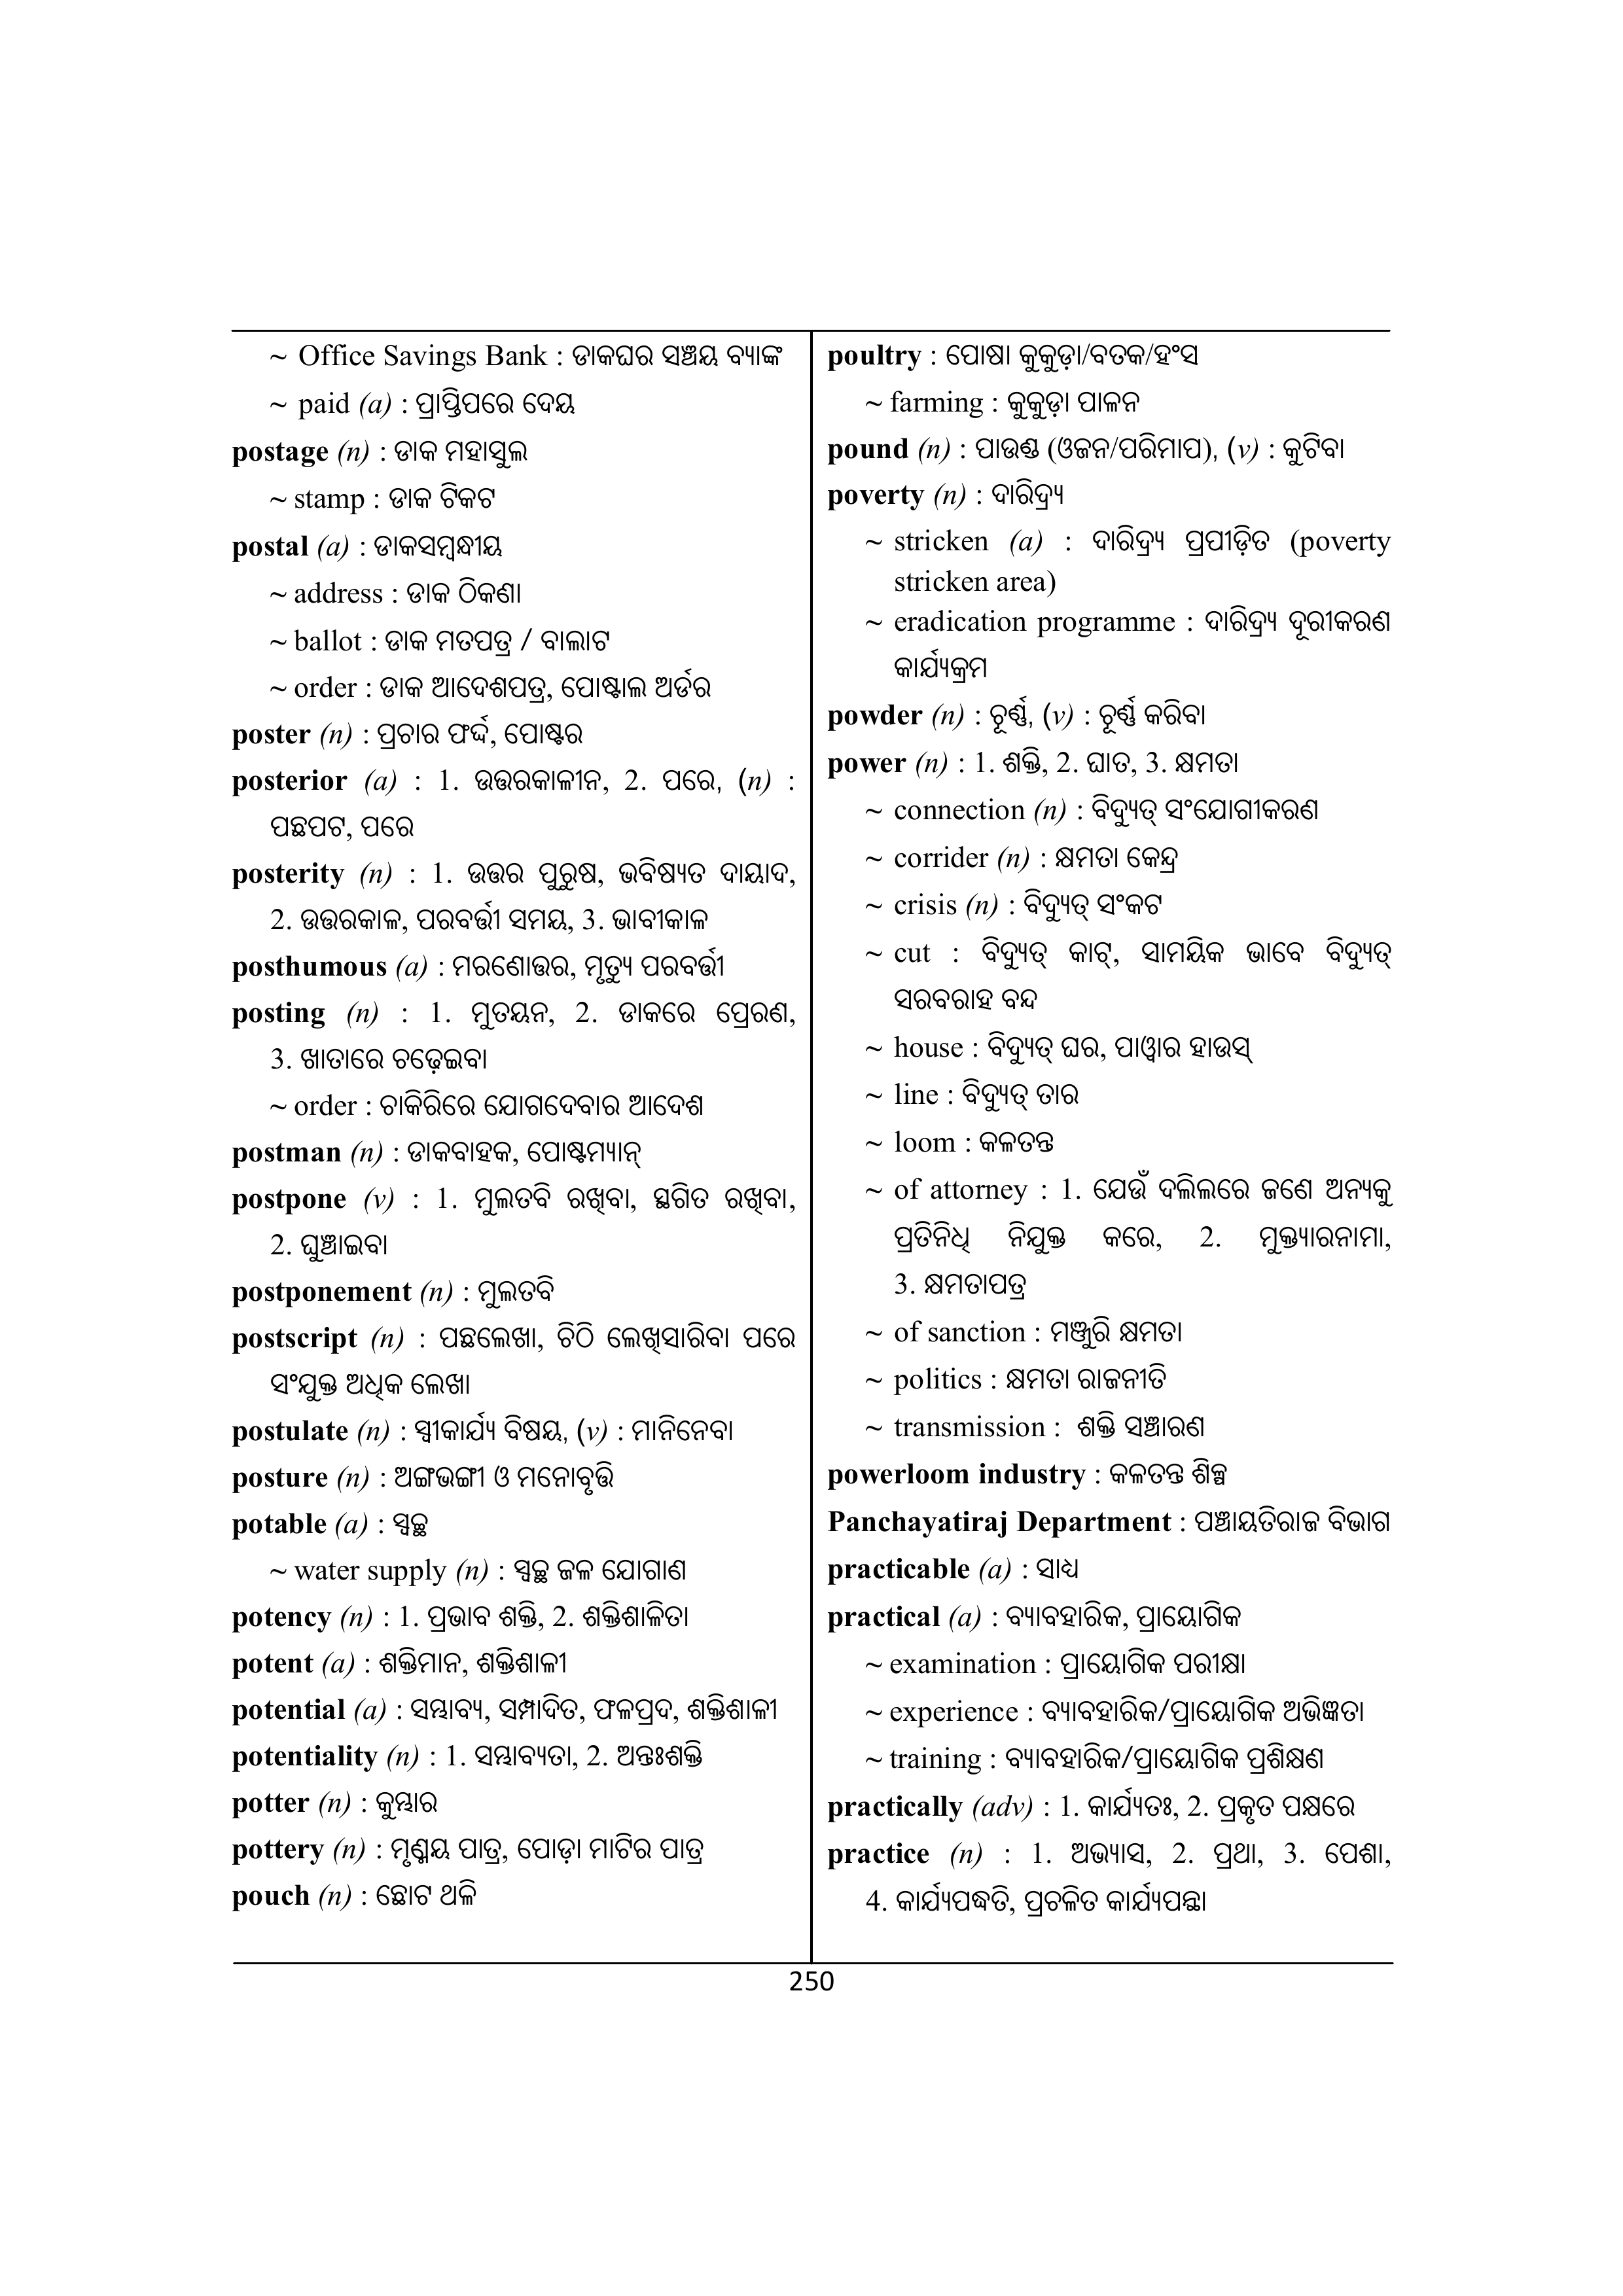 ~ Office Savings Bank : ଡାକଘର ସଞ୍ଚୟ ବ୍ୟାଙ୍କ
~ paid (a) : ପ୍ରାପ୍ତିପରେ ଦେୟ
postage (n) : ଡାକ ମହାସୁଲ
~ stamp : ଡାକ ଟିକଟ
postal (a) : ଡାକସମ୍ବନ୍ଧୀୟ
~ address : ଡାକ ଠିକଣା
~ ballot : ଡାକ ମତପତ୍ର / ବାଲାଟ
~ order : ଡାକ ଆଦେଶପତ୍ର, ପୋଷ୍ଟାଲ ଅର୍ଡର
poster (n) : ପ୍ରଚାର ଫର୍ଦ୍ଦ, ପୋଷ୍ଟର
posterior (a) : 1. ଉତ୍ତରକାଳୀନ, 2. ପରେ, (n) :
ପଛପଟ, ପରେ
posterity (n) : 1. ଉତ୍ତର ପୁରୁଷ, ଭବିଷ୍ୟତ ଦାୟାଦ,
2. ଉତ୍ତରକାଳ, ପରବର୍ତ୍ତୀ ସମୟ, 3. ଭାବୀକାଳ
posthumous (a) : ମରଣୋତ୍ତର, ମୃତ୍ୟୁ ପରବର୍ତ୍ତୀ
posting (n) : 1. ମୁତୟନ, 2. ଡାକରେ ପ୍ରେରଣ,
3. ଖାତାରେ ଚଢ଼େଇବା
~ order : ଚାକିରିରେ ଯୋଗଦେବାର ଆଦେଶ
postman (n) : ଡାକବାହକ, ପୋଷ୍ଟମ୍ୟାନ୍
postpone (v) : 1. ମୁଲତବି ରଖିବା, ସ୍ଥଗିତ ରଖିବା,
2. ଘୁଞ୍ଚାଇବା
postponement (n) : ମୁଲତବି
postscript (n) : ପଛଲେଖା, ଚିଠି ଲେଖିସାରିବା ପରେ
ସଂଯୁକ୍ତ ଅଧିକ ଲେଖା
postulate (n) : ସ୍ୱୀକାର୍ଯ୍ୟ ବିଷୟ, (v) : ମାନିନେବା
posture (n) : ଅଙ୍ଗଭଙ୍ଗୀ ଓ ମନୋବୃତ୍ତି
potable (a) : ସ୍ୱଚ୍ଛ
~ water supply (n) : ସ୍ୱଚ୍ଛ ଜଳ ଯୋଗାଣ
potency (n) : 1. ପ୍ରଭାବ ଶକ୍ତି, 2. ଶକ୍ତିଶାଳିତା
potent (a) : ଶକ୍ତିମାନ, ଶକ୍ତିଶାଳୀ
potential (a) : ସମ୍ଭାବ୍ୟ, ସମ୍ପାଦିତ, ଫଳପ୍ରଦ, ଶକ୍ତିଶାଳୀ
potentiality (n) : 1. ସମ୍ଭାବ୍ୟତା, 2. ଅନ୍ତଃଶକ୍ତି
potter (n) : କୁମ୍ଭାର
pottery (n) : ମୃଣ୍ମୟ ପାତ୍ର, ପୋଡ଼ା ମାଟିର ପାତ୍ର
pouch (n) : ଛୋଟ ଥଳି
poultry : ପୋଷା କୁକୁଡ଼ା/ବତକ/ହଂସ
~ farming : କୁକୁଡ଼ା ପାଳନ
pound (n) : ପାଉଣ୍ଡ (ଓଜନ/ପରିମାପ), (v) : କୁଟିବା
poverty (n) : ଦାରିଦ୍ର୍ୟ
~ stricken (a) : ଦାରିଦ୍ର୍ୟ ପ୍ରପୀଡ଼ିତ (poverty
stricken area)
~ eradication programme : ଦାରିଦ୍ର୍ୟ ଦୂରୀକରଣ
କାର୍ଯ୍ୟକ୍ରମ
powder (n) : ଚୂର୍ଣ୍ଣ, (v) : ଚୂର୍ଣ୍ଣ କରିବା
power (n) : 1. ଶକ୍ତି, 2. ଘାତ, 3. କ୍ଷମତା
~ connection (n) : ବିଦ୍ୟୁତ୍ ସଂଯୋଗୀକରଣ
~ corrider (n) : କ୍ଷମତା କେନ୍ଦ୍ର
~ crisis (n) : ବିଦ୍ୟୁତ୍ ସଂକଟ
~ cut : ବିଦ୍ୟୁତ୍ କାଟ୍, ସାମୟିକ ଭାବେ ବିଦ୍ୟୁତ୍
ସରବରାହ ବନ୍ଦ
~ house : ବିଦ୍ୟୁତ୍ ଘର, ପାୱାର ହାଉସ୍
~ line : ବିଦ୍ୟୁତ୍ ତାର
~ loom : କଳତନ୍ତ
~ of attorney : 1. ଯେଉଁ ଦଲିଲରେ ଜଣେ ଅନ୍ୟକୁ
ପ୍ରତିନିଧି ନିଯୁକ୍ତ କରେ, 2. ମୁକ୍ତ୍ୟାରନାମା,
3. କ୍ଷମତାପତ୍ର
~ of sanction : ମଞ୍ଜୁରି କ୍ଷମତା
~ politics : କ୍ଷମତା ରାଜନୀତି
~ transmission : ଶକ୍ତି ସଞ୍ଚାରଣ
powerloom industry : କଳତନ୍ତ ଶିଳ୍ପ
Panchayatiraj Department : ପଞ୍ଚାୟତିରାଜ ବିଭାଗ
practicable (a) : ସାଧ୍ୟ
practical (a) : ବ୍ୟାବହାରିକ, ପ୍ରାୟୋଗିକ
~ examination : ପ୍ରାୟୋଗିକ ପରୀକ୍ଷା
~ experience : ବ୍ୟାବହାରିକ/ପ୍ରାୟୋଗିକ ଅଭିଜ୍ଞତା
~ training : ବ୍ୟାବହାରିକ/ପ୍ରାୟୋଗିକ ପ୍ରଶିକ୍ଷଣ
practically (adv) : 1. କାର୍ଯ୍ୟତଃ, 2. ପ୍ରକୃତ ପକ୍ଷରେ
practice (n) : 1. ଅଭ୍ୟାସ, 2. ପ୍ରଥା, 3. ପେଶା,
4. କାର୍ଯ୍ୟପଦ୍ଧତି, ପ୍ରଚଳିତ କାର୍ଯ୍ୟପନ୍ଥା
250